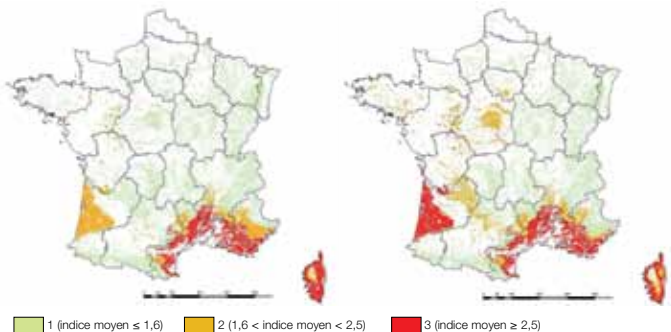 1 (indice moyen ≤ 1,6) 2 (1,6 < indice moyen < 2,5) 3 (indice moyen ≥ 2,5)